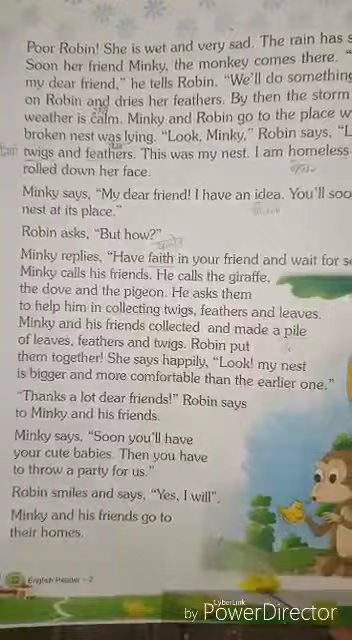 Poor Robin! She is wet and very sad. The rain has s
Soon her friend Minky, the monkey comes there. "
my dear friend," he tells Robin. "We'll do something
on Robin and dries her feathers. By then the storm
weather is calm. Minky and Robin go to the place w
broken nest was lying. "Look, Minky," Robin says, "L
twigs and feathers. This was my nest. I am homeless
rolled down her face.
Minky says, "My dear friend! I have an idea. You'll soo
nest at its place."
Robin asks, "But how?"
Minky replies, "Have faith in your friend and wait for s
Minky calls his friends. He calls the giraffe,
the dove and the pigeon. He asks them
to help him in collecting twigs, feathers and leaves.
Minky and his friends collected and made a pile
of leaves, feathers and twigs. Robin put
them together! She says happily, "Look! my nest
is bigger and more comfortable than the earlier one."
"Thanks a lot dear friends!" Robin says
to Minky and his friends.
Minky says, "Soon you'll have
your cute babies. Then you have
to throw a party for us."
Robin smiles and says, "Yes, I will".
Minky and his friends go to
their homes.
English Reader – 2
CyberLink
by PowerDirector